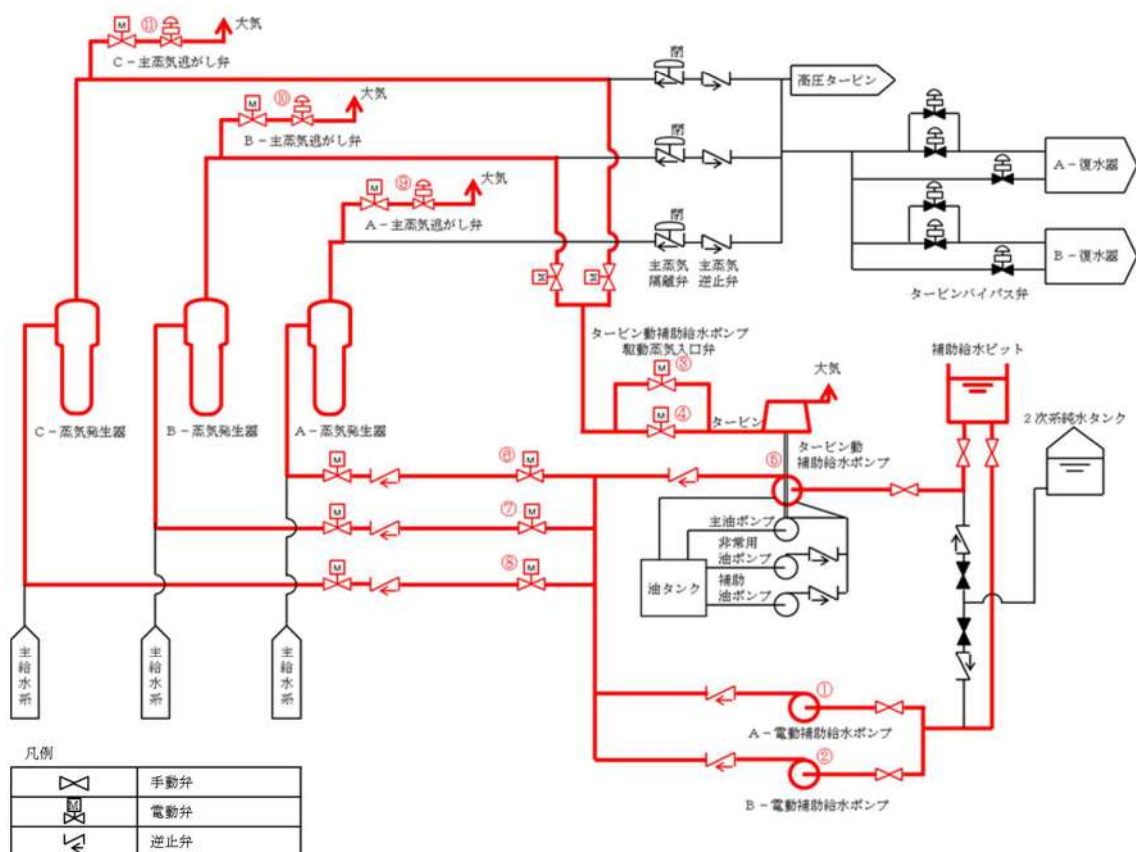 M
⑪
大気
C-主蒸気逃がし弁
閉
高圧タービン
M
⑩
大気
B-主蒸気逃がし弁
閉
A-復水器
M
⑨
大気
A-主蒸気逃がし弁
閉
B-復水器
主蒸気
隔離弁
主蒸気
逆止弁
タービンバイパス弁
M
M
タービン動補助給水ポンプ
駆動蒸気入口弁
補助給水ピット
M
③
大気
M
④
タービン
2次系純水タンク
C-蒸気発生器
B-蒸気発生器
A-蒸気発生器
タービン動
補助給水ポンプ
M
⑥
M
⑤
M
⑦
M
主油ポンプ
非常用
油ポンプ
M
⑧
M
補助
油ポンプ
油タンク
主給水系
主給水系
主給水系
①
A-電動補助給水ポンプ
②
B-電動補助給水ポンプ
凡例
手動弁
M
電動弁
逆止弁